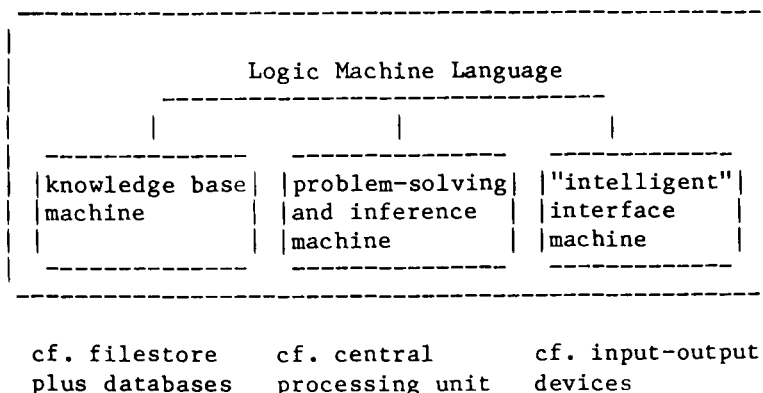 Logic Machine Language
knowledge base problem-solving "intelligent"
machine and inference interface
machine machine
cf. filestore cf. central cf. input-output
plus databases processing unit devices